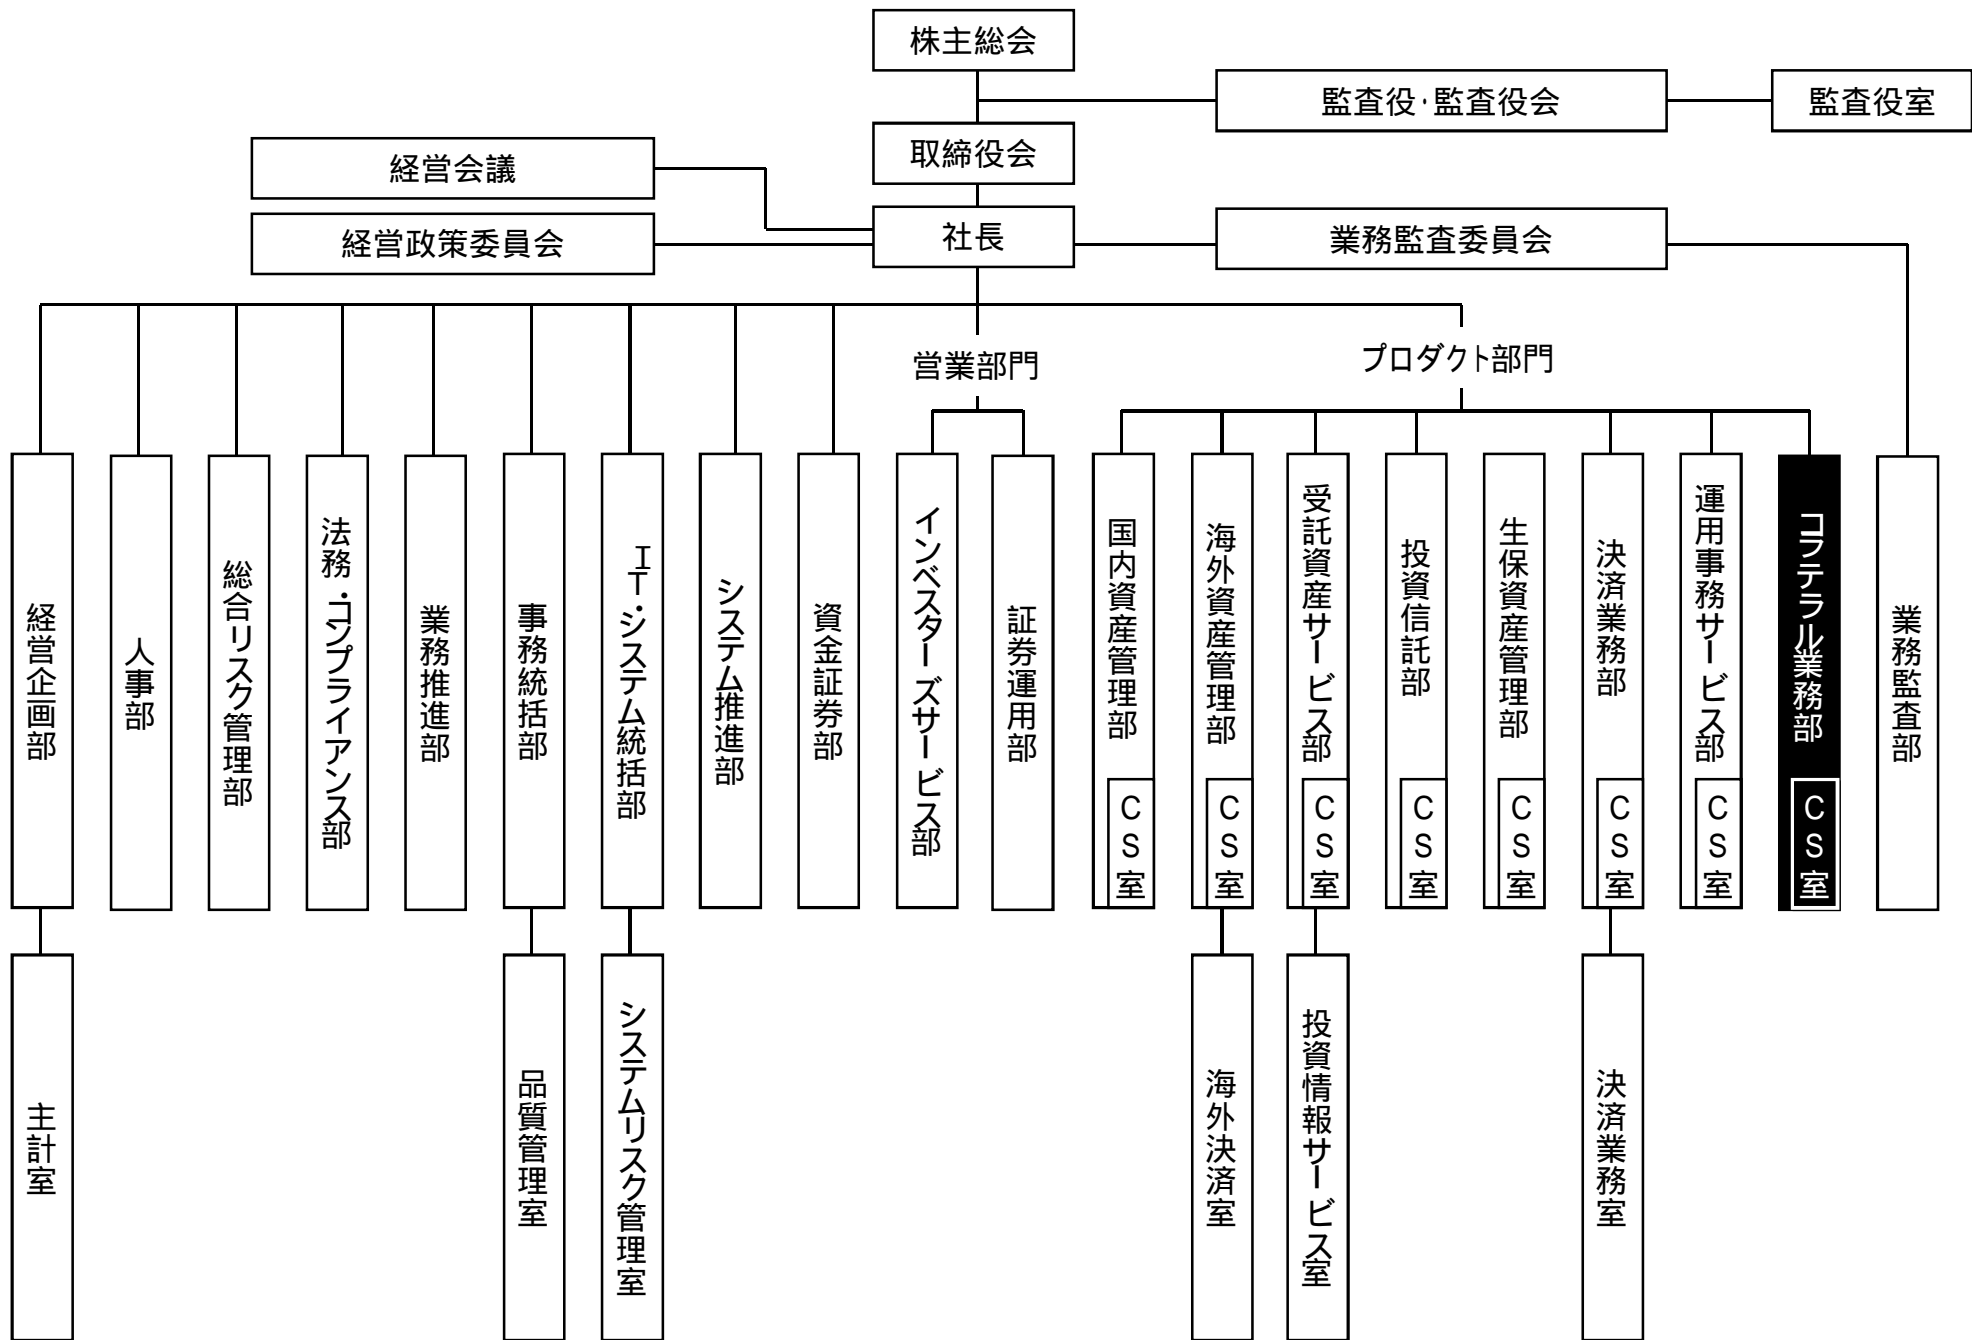 株主総会
監査役・監査役会
監査役室
取締役会
経営会議
社長
経営政策委員会
業務監査委員会
営業部門
プロダクト部門
経営企画部
人事部
総合リスク管理部
法務・コンプライアンス部
業務推進部
事務統括部
IT・システム統括部
システム推進部
資金証券部
インベスターズサービス部
証券運用部
国内資産管理部
CS室
海外資産管理部
CS室
受託資産サービス部
CS室
投資信託部
CS室
生保資産管理部
CS室
決済業務部
CS室
運用事務サービス部
CS室
コラテラル業務部
CS室
業務監査部
主計室
品質管理室
システムリスク管理室
海外決済室
投資情報サービス室
決済業務室